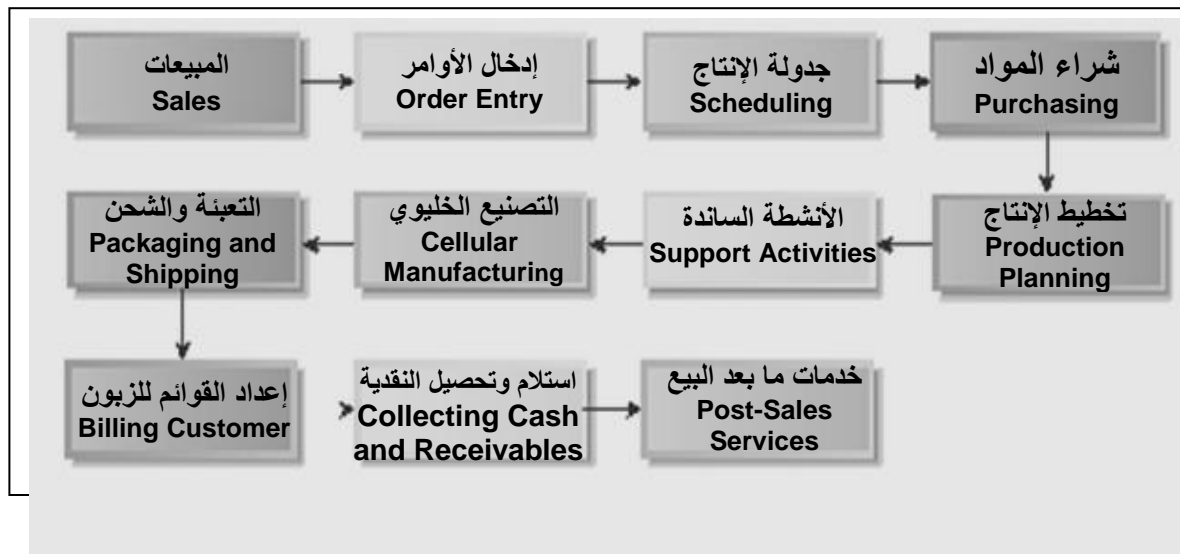 المبيعات
Sales
إدخال الأوامر
Order Entry
جدولة الإنتاج
Scheduling
شراء المواد
Purchasing
تخطيط الإنتاج
Production
Planning
الأنشطة الساندة
Support Activities
التصنيع الخليوي
Cellular
Manufacturing
التعبئة والشحن
Packaging and
Shipping
إعداد القوائم للزبون
Billing Customer
استلام وتحصيل النقدية
Collecting Cash
and Receivables
خدمات ما بعد البيع
Post-Sales
Services